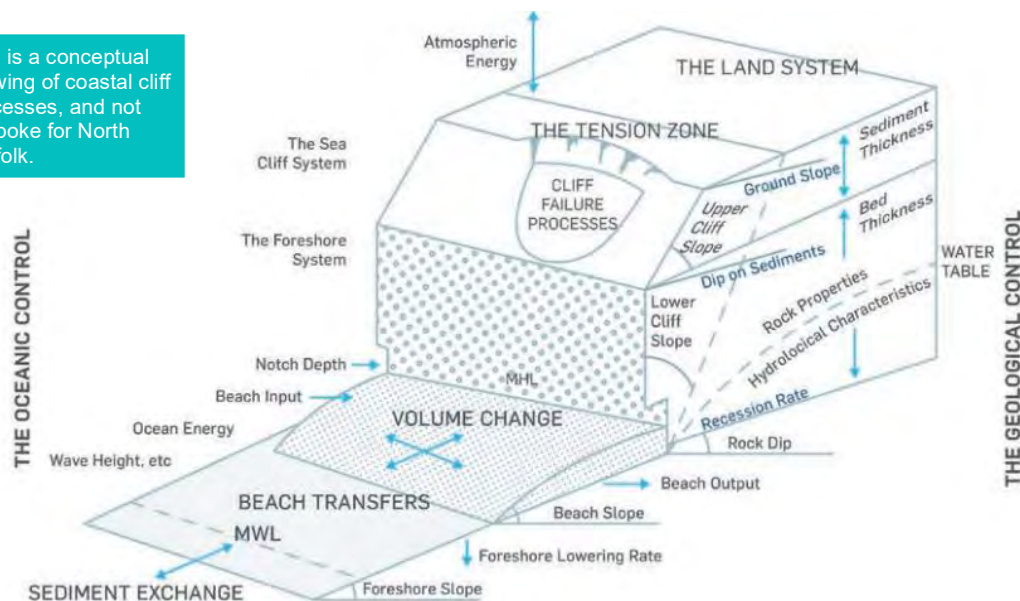 is a conceptual
wing of coastal cliff
cesses, and not
poke for North
folk.
Atmospheric
Energy
THE LAND SYSTEM
THE TENSION ZONE
The Sea
Cliff System
CLIFF
FAILURE
PROCESSES
Sediment
Thickness
Ground Slope
Upper
Cliff
Slope
Bed
Thickness
Dip on Sediments
The Foreshore
System
WATER
TABLE
Lower
Cliff
Slope
Rock Properties
Hydrolocical Characteristics
THE OCEANIC CONTROL
THE GEOLOGICAL CONTROL
Notch Depth
MHL
Beach Input
VOLUME CHANGE
Recession Rate
Rock Dip
Ocean Energy
Wave Height, etc
Beach Output
BEACH TRANSFERS
Beach Slope
MWL
Foreshore Lowering Rate
SEDIMENT EXCHANGE
Foreshore Slope